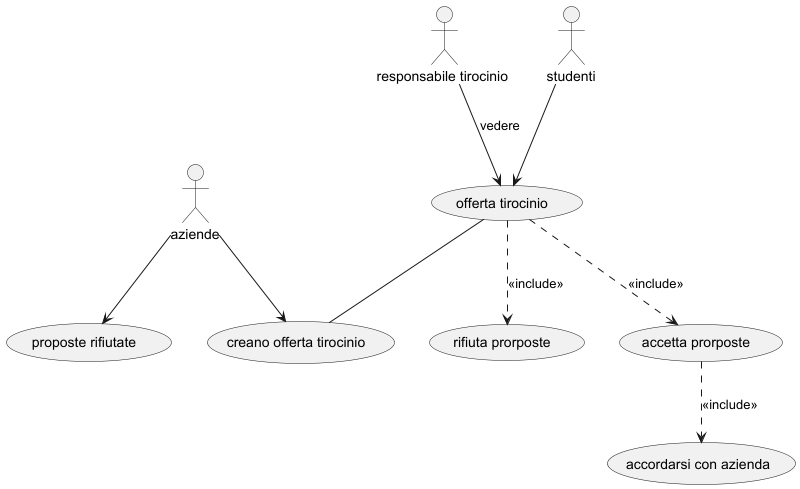 responsabile tirocinio
studenti
vedere
offerta tirocinio
aziende
«include»
«include»
proposte rifiutate
creano offerta tirocinio
rifiuta prorposte
accetta prorposte
«include»
accordarsi con azienda